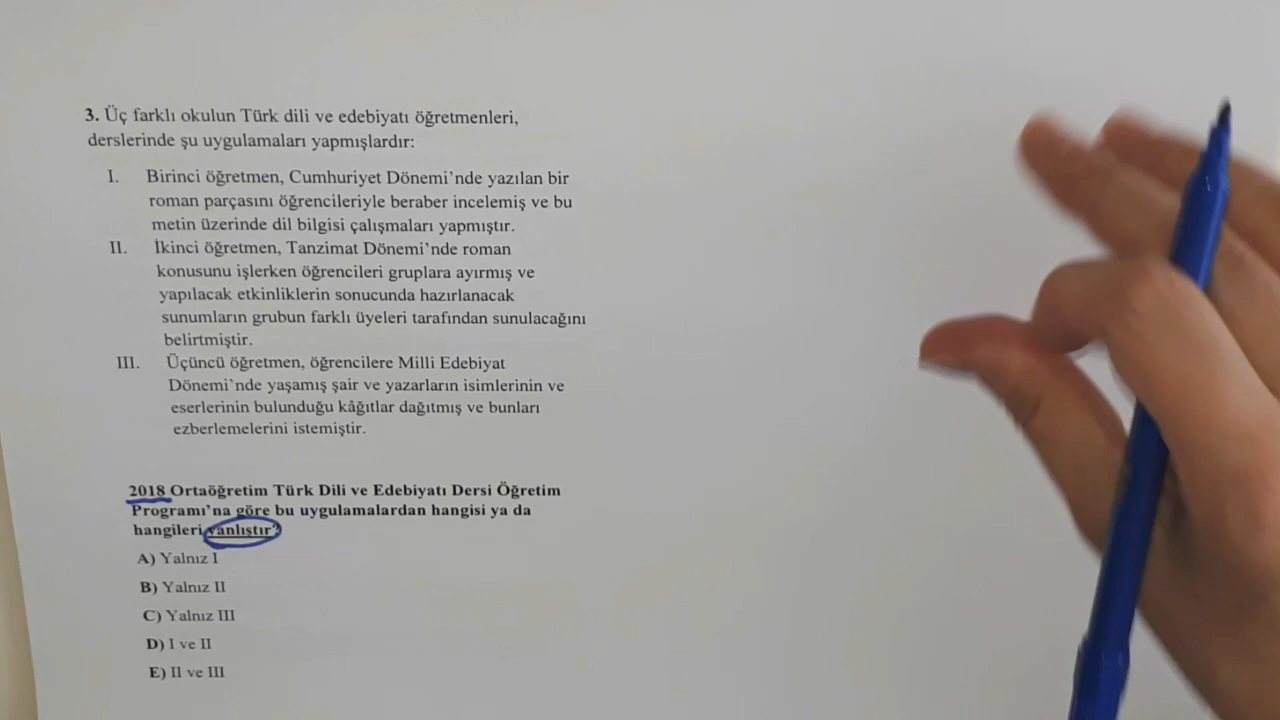 3. Üç farklı okulun Türk dili ve edebiyatı öğretmenleri,
derslerinde şu uygulamaları yapmışlardır:
I. Birinci öğretmen, Cumhuriyet Dönemi'nde yazılan bir
roman parçasını öğrencileriyle beraber incelemiş ve bu
metin üzerinde dil bilgisi çalışmaları yapmıştır.
II. İkinci öğretmen, Tanzimat Dönemi'nde roman
konusunu işlerken öğrencileri gruplara ayırmış ve
yapılacak etkinliklerin sonucunda hazırlanacak
sunumların grubun farklı üyeleri tarafından sunulacağını
belirtmiştir.
III. Üçüncü öğretmen, öğrencilere Milli Edebiyat
Dönemi'nde yaşamış şair ve yazarların isimlerinin ve
eserlerinin bulunduğu kâğıtlar dağıtmış ve bunları
ezberlemelerini istemiştir.
2018 Ortaöğretim Türk Dili ve Edebiyatı Dersi Öğretim
Programı'na göre bu uygulamalardan hangisi ya da
hangileri yanlıştır?
A) Yalnız I
B) Yalnız II
C) Yalnız III
D) I ve II
E) II ve III